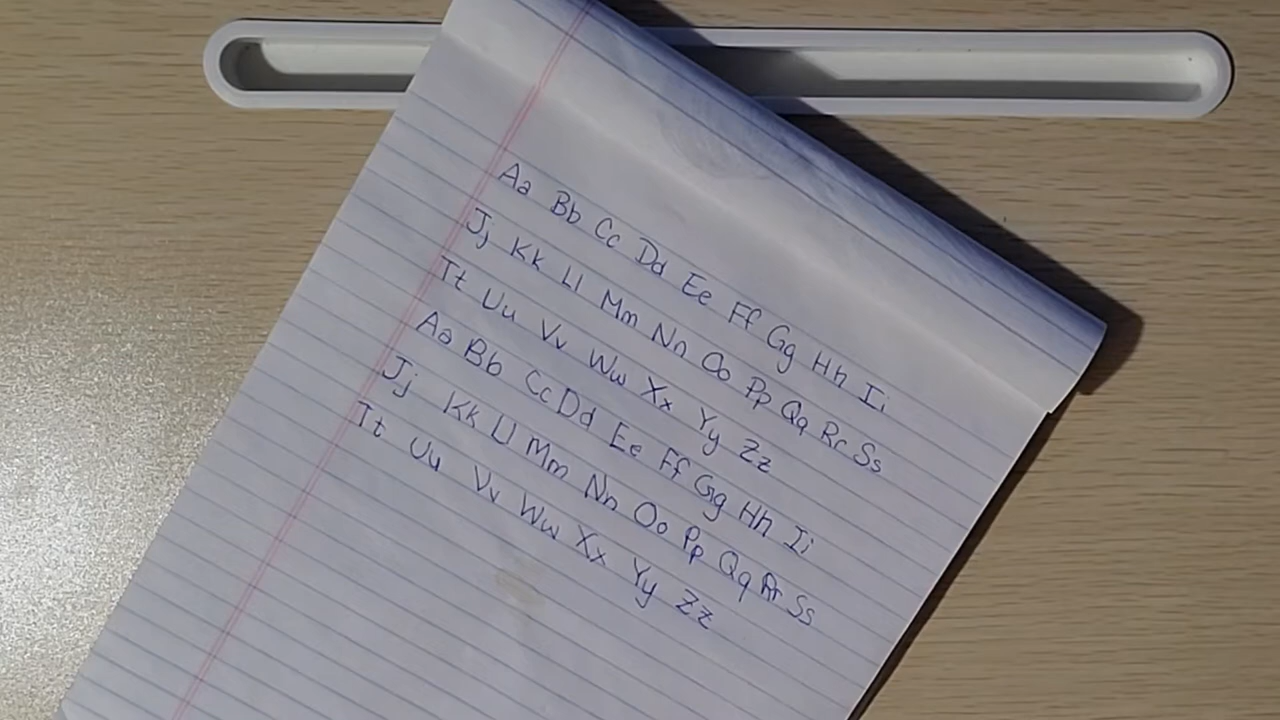 Aa Bb Cc Dd Ee Ff Gg Hh Ii
Jj Kk Ll Mm Nn Oo Pp Qq Rr Ss
Tt Uu Vv Ww Xx Yy Zz
Aa Bb Cc Dd Ee Ff Gg Hh Ii
Jj Kk Ll Mm Nn Oo Pp Qq Rr Ss
Tt Uu Vv Ww Xx Yy Zz